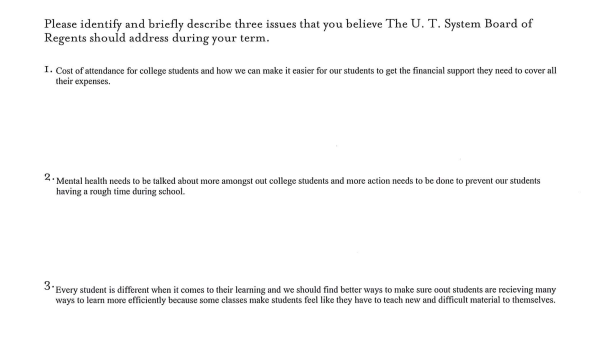 Please identify and briefly describe three issues that you believe The U. T. System Board of
Regents should address during your term.
1. Cost of attendance for college students and how we can make it easier for our students to get the financial support they need to cover all
their expenses.
2. Mental health needs to be talked about more amongst out college students and more action needs to be done to prevent our students
having a rough time during school.
3. Every student is different when it comes to their learning and we should find better ways to make sure oout students are recieving many
ways to learn more efficiently because some classes make students feel like they have to teach new and difficult material to themselves.